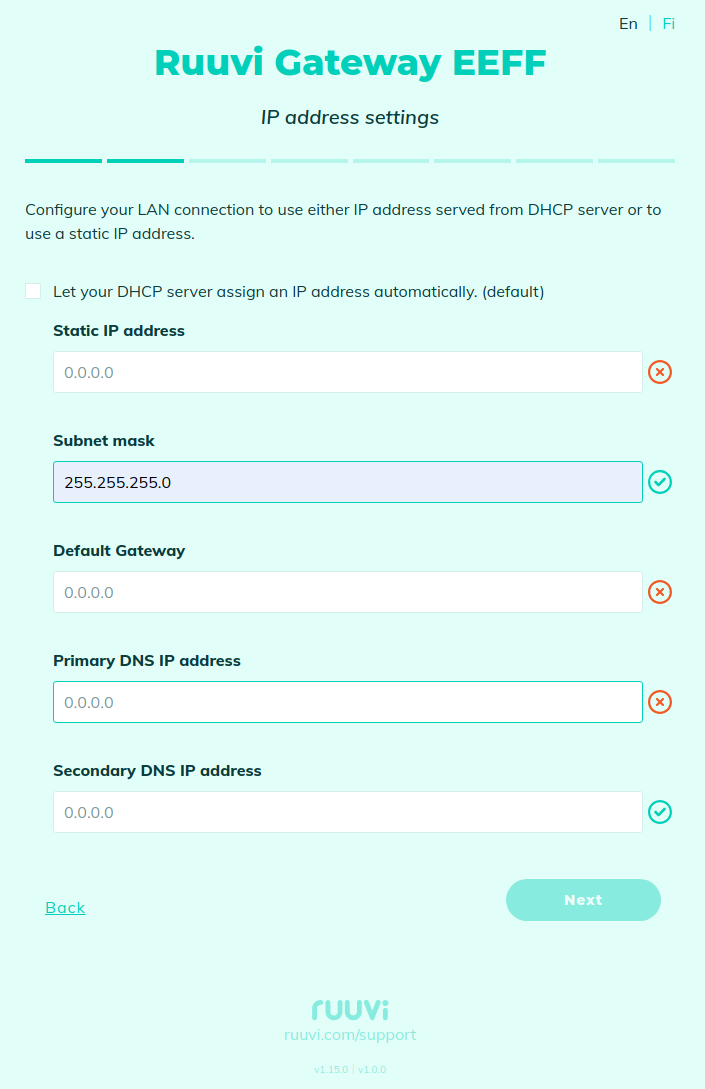 En | Fi
Ruuvi Gateway EEFF
IP address settings
Configure your LAN connection to use either IP address served from DHCP server or to
use a static IP address.
Let your DHCP server assign an IP address automatically. (default)
Static IP address
0.0.0.0
Subnet mask
255.255.255.0
Default Gateway
0.0.0.0
Primary DNS IP address
0.0.0.0
Secondary DNS IP address
0.0.0.0
Back
Next
ruuvi
ruuvi.com/support
v1.15.0 | v1.0.0